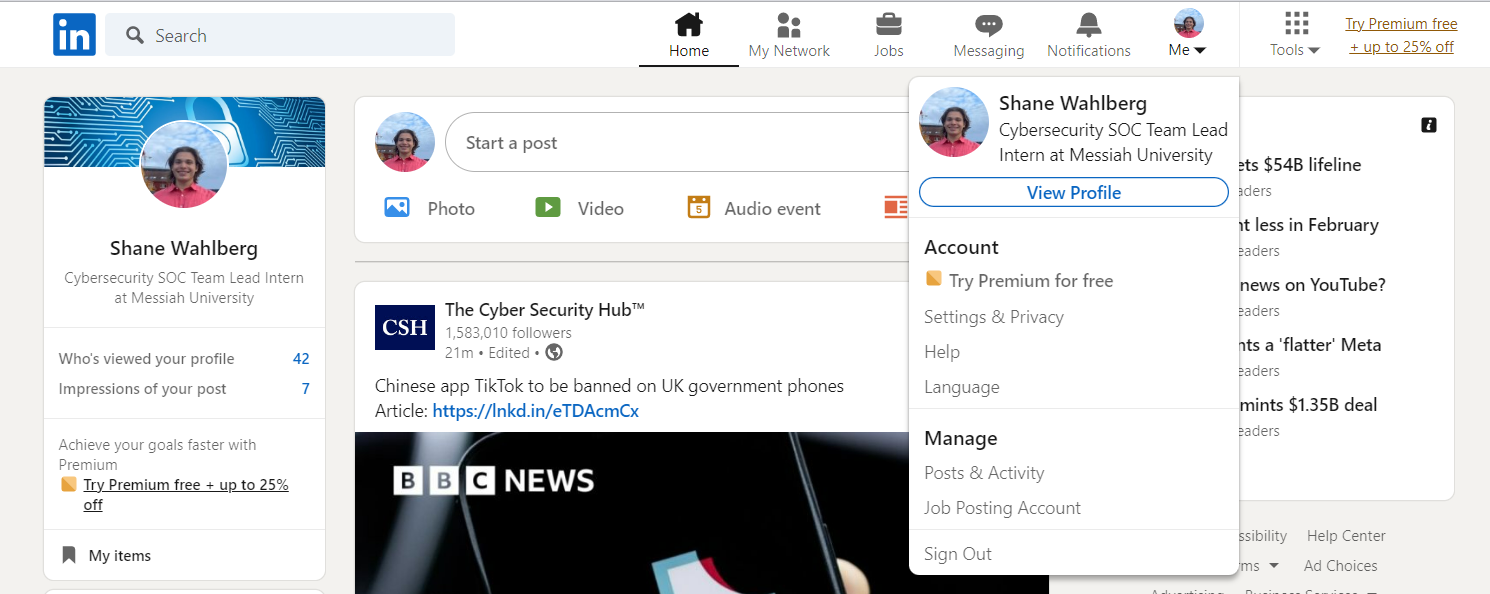 in
Search
Home
My Network
Jobs
Messaging
Notifications
Me
Tools
Try Premium free
+ up to 25% off
Shane Wahlberg
Cybersecurity SOC Team Lead Intern
at Messiah University
Who's viewed your profile 42
Impressions of your post 7
Achieve your goals faster with
Premium
Try Premium free + up to 25%
off
My items
Start a post
Photo
Video
5
Audio event
CSH
The Cyber Security Hub™
1,583,010 followers
21m • Edited •
Chinese app TikTok to be banned on UK government phones
Article: https://lnkd.in/eTDAcmCx
BBC NEWS
Shane Wahlberg
Cybersecurity SOC Team Lead
Intern at Messiah University
View Profile
Account
Try Premium for free
Settings & Privacy
Help
Language
Manage
Posts & Activity
Job Posting Account
Sign Out
ets $54B lifeline
aders
nt less in February
eaders
news on YouTube?
eaders
nts a 'flatter' Meta
eaders
mints $1.35B deal
eaders
ssibility Help Center
ms Ad Choices